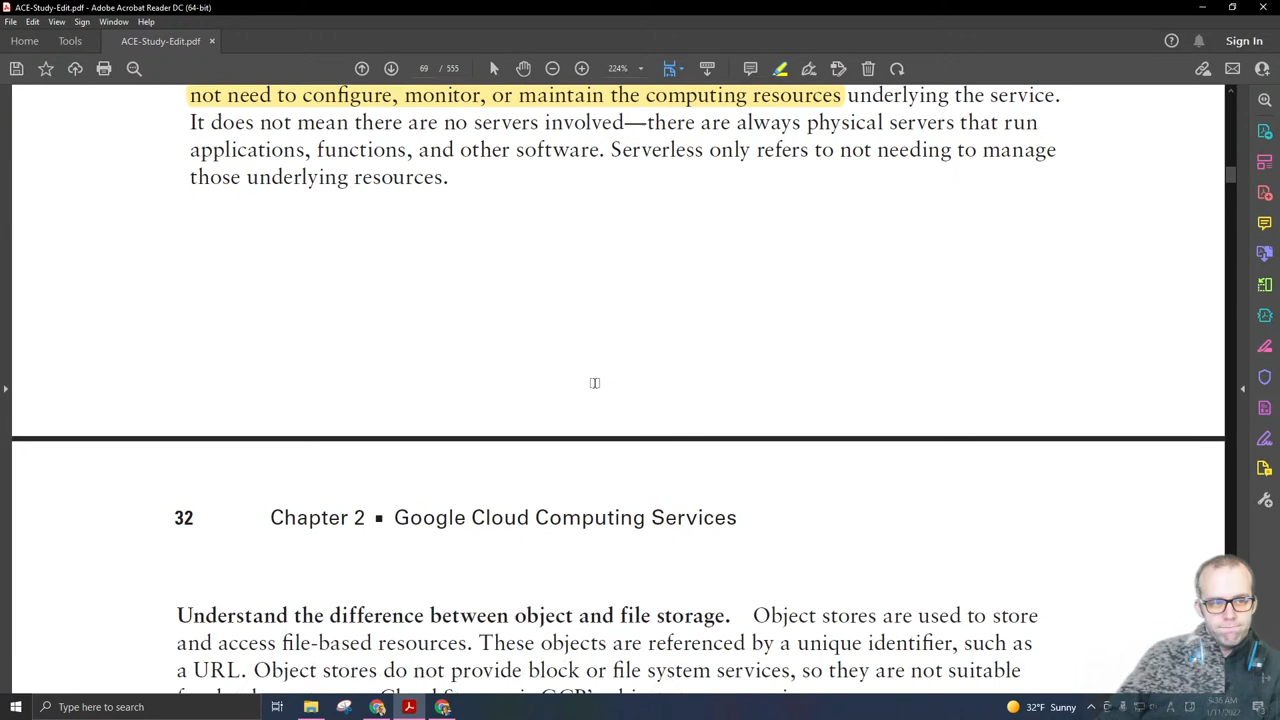 ACE-Study-Edit.pdf - Adobe Acrobat Reader DC (64-bit)
File Edit View Sign Window Help
Home Tools ACE-Study-Edit.pdf × Sign In
69 / 555 224%
not need to configure, monitor, or maintain the computing resources underlying the service.
It does not mean there are no servers involved—there are always physical servers that run
applications, functions, and other software. Serverless only refers to not needing to manage
those underlying resources.
32 Chapter 2 ■ Google Cloud Computing Services
Understand the difference between object and file storage. Object stores are used to store
and access file-based resources. These objects are referenced by a unique identifier, such as
a URL. Object stores do not provide block or file system services, so they are not suitable
Type here to search 32°F Sunny 9:36 AM
1/11/2022